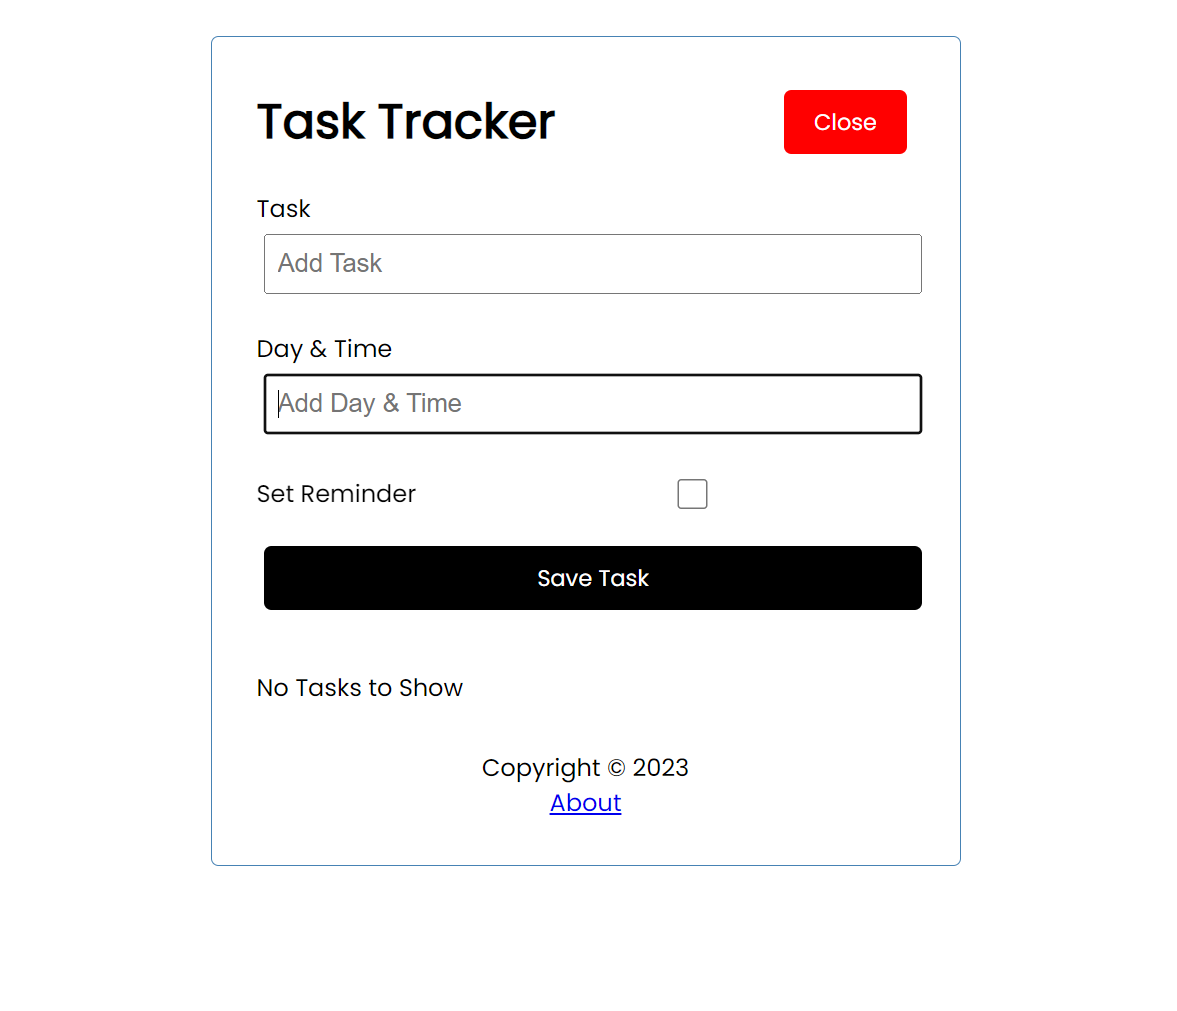 Task Tracker
Close
Task
Add Task
Day & Time
Add Day & Time
Set Reminder
Save Task
No Tasks to Show
Copyright © 2023
About